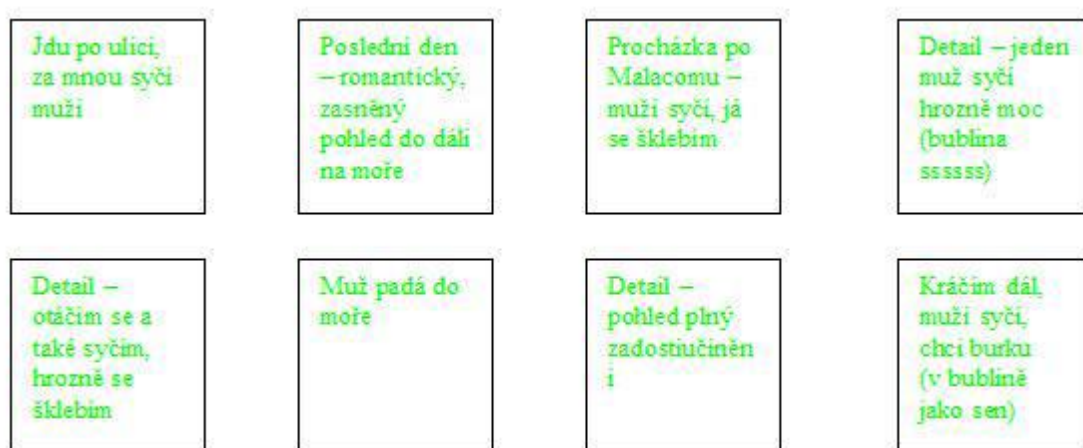 Jdu po ulici,
za mnou syčí
muži
Poslední den
– romantický,
zasněný
pohled do dáli
na moře
Procházka po
Malacomu –
muži syčí, já
se šklebím
Detail – jeden
muž syčí
hrozně moc
(bublina
ssssss)
Detail –
otáčím se a
také syčím,
hrozně se
šklebím
Muž padá do
moře
Detail –
pohled plný
zadostiučiněn
í
Kráčím dál,
muži syčí,
chci burku
(v bublině
jako sen)